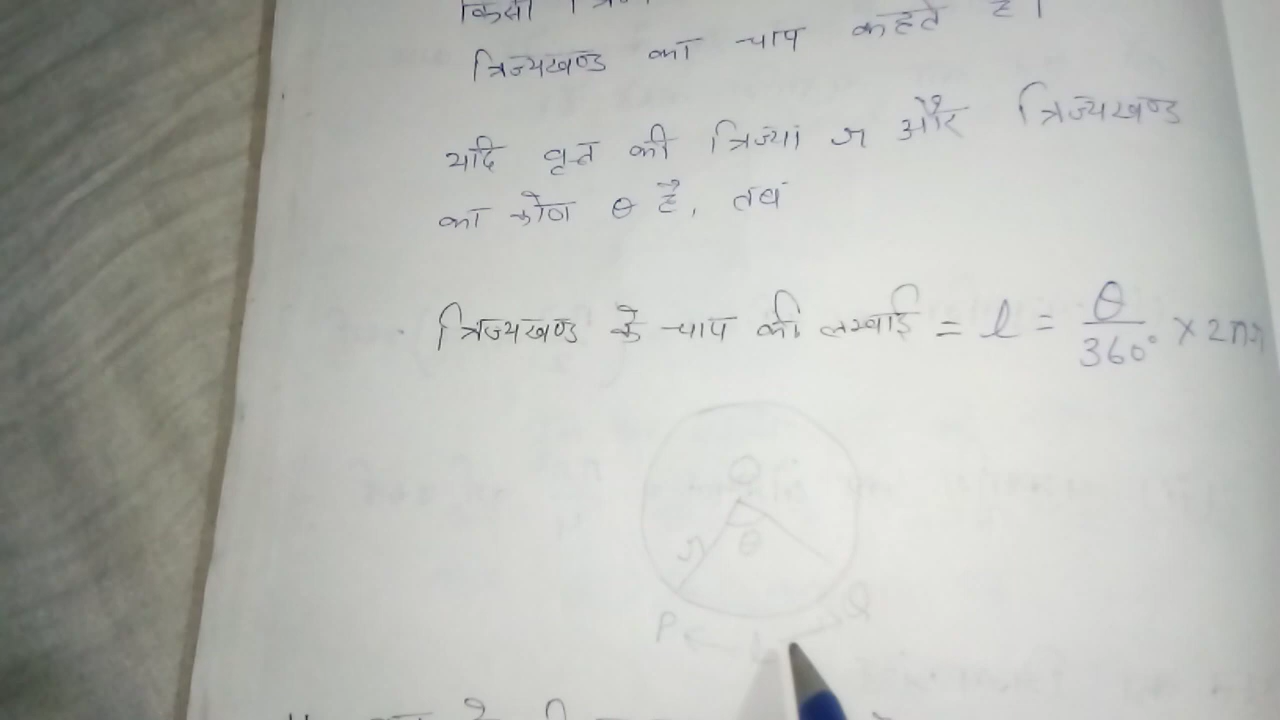 किसी
त्रिज्यखण्ड का चाप कहते है।
यदि वृत्त की त्रिज्या r और त्रिज्यखण्ड
का कोण θ है, तब
त्रिज्यखण्ड के चाप की लम्बाई = l = θ/360° × 2πr
O
r θ
P l Q